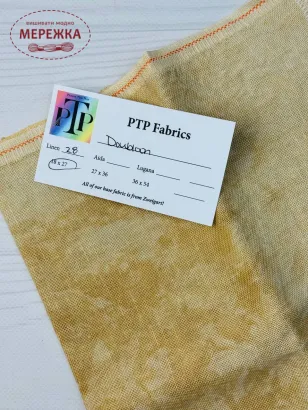 вишивати модно
МЕРЕЖКА
PTP
PTP Fabrics
Doubloon
Linen 28 Aida Lugana
18 x 27 27 x 36 36 x 54
All of our base fabric is from Zweigart!